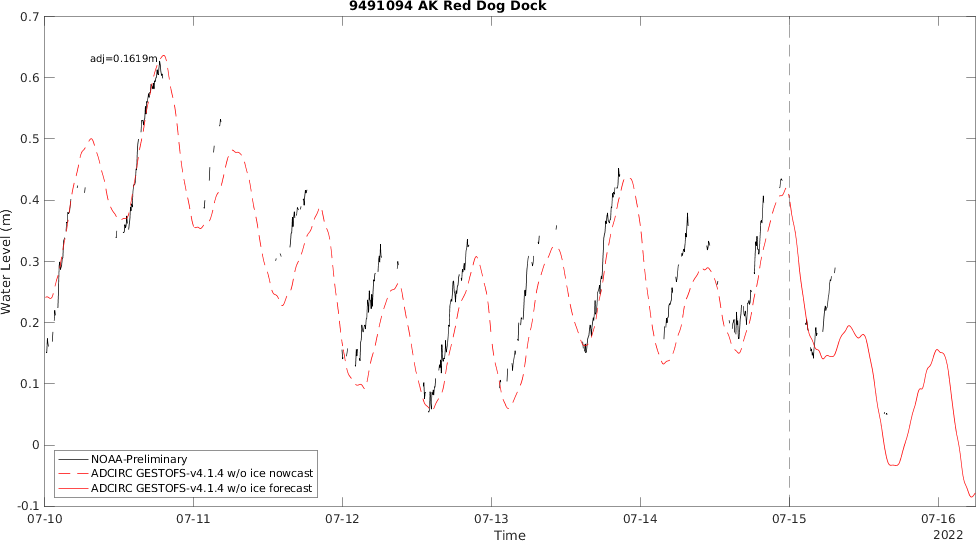 9491094 AK Red Dog Dock
0.7
0.6
0.5
0.4
0.3
0.2
0.1
0
-0.1
Water Level (m)
adj=0.1619m
NOAA-Preliminary
ADCIRC GESTOFS-v4.1.4 w/o ice nowcast
ADCIRC GESTOFS-v4.1.4 w/o ice forecast
07-10 07-11 07-12 07-13 07-14 07-15 07-16
Time
2022